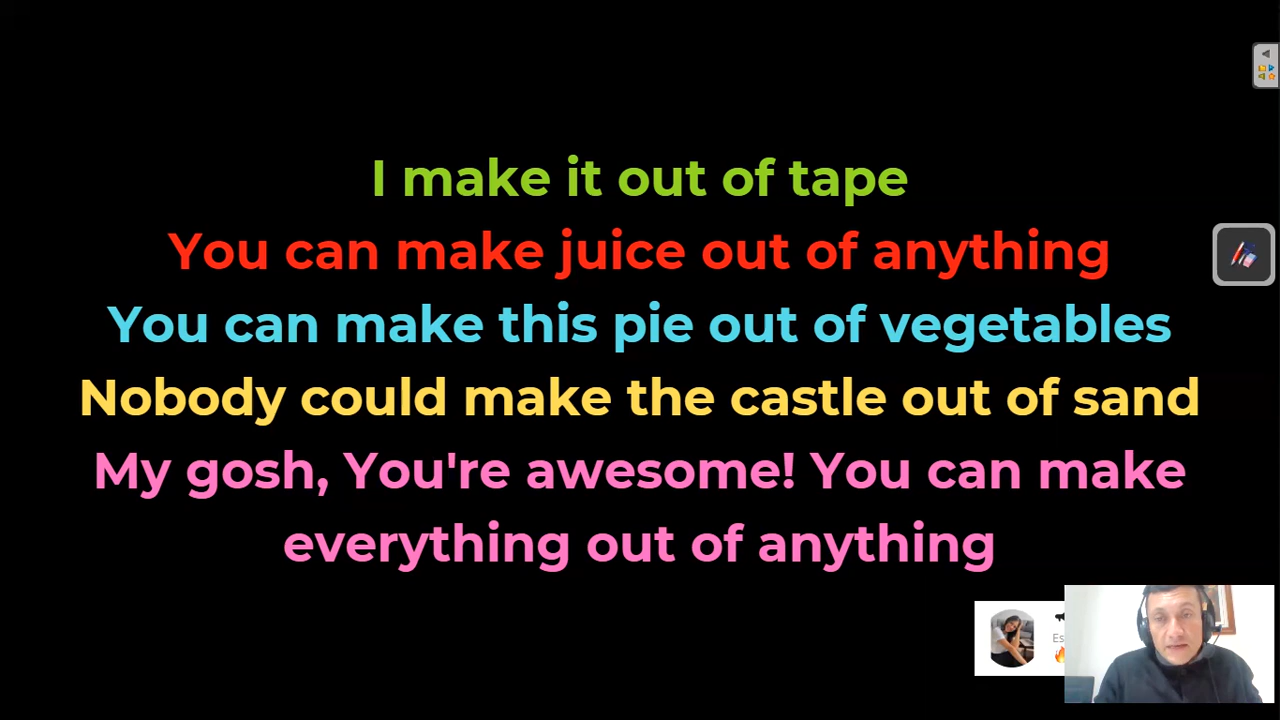 I make it out of tape
You can make juice out of anything
You can make this pie out of vegetables
Nobody could make the castle out of sand
My gosh, You're awesome! You can make
everything out of anything
Es